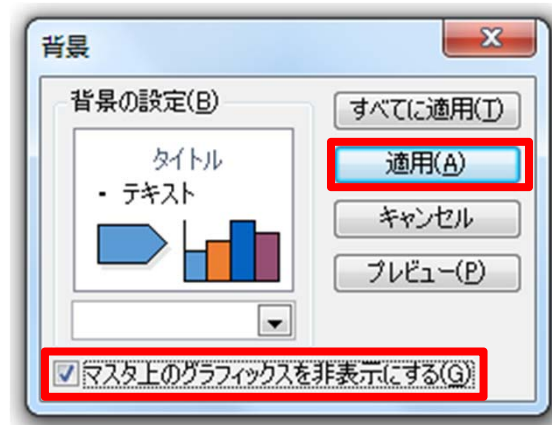 背景
背景の設定(B)
タイトル
• テキスト
すべてに適用(T)
適用(A)
キャンセル
プレビュー(P)
マスタ上のグラフィックスを非表示にする(G)